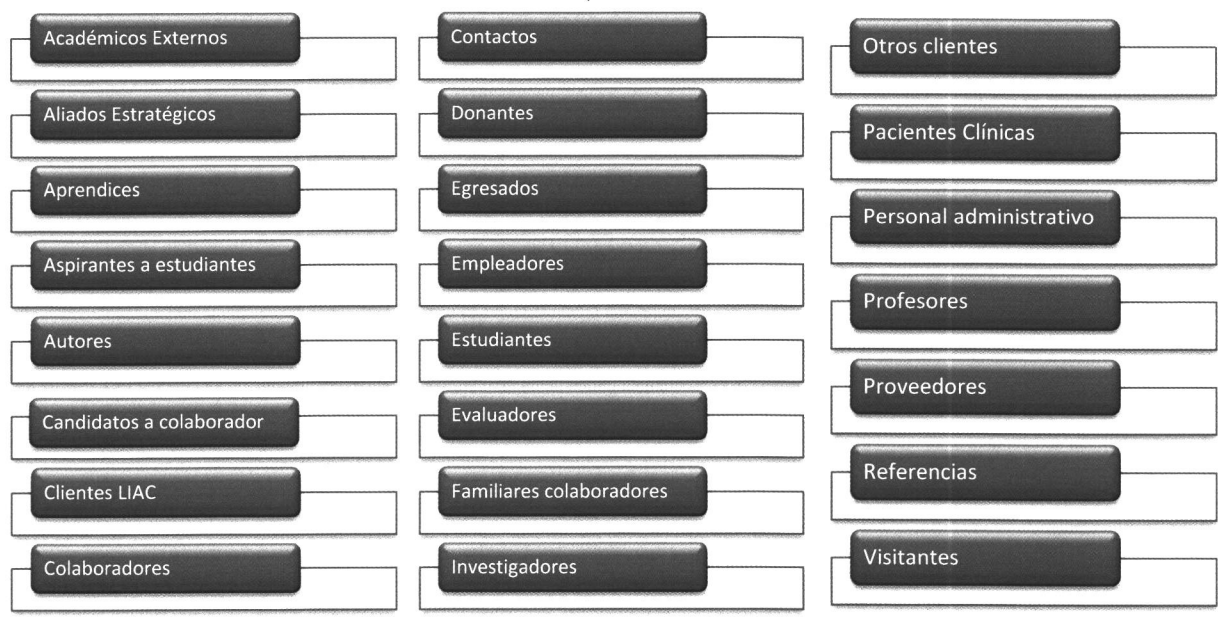 Académicos Externos
Aliados Estratégicos
Aprendices
Aspirantes a estudiantes
Autores
Candidatos a colaborador
Clientes LIAC
Colaboradores
Contactos
Donantes
Egresados
Empleadores
Estudiantes
Evaluadores
Familiares colaboradores
Investigadores
Otros clientes
Pacientes Clínicas
Personal administrativo
Profesores
Proveedores
Referencias
Visitantes